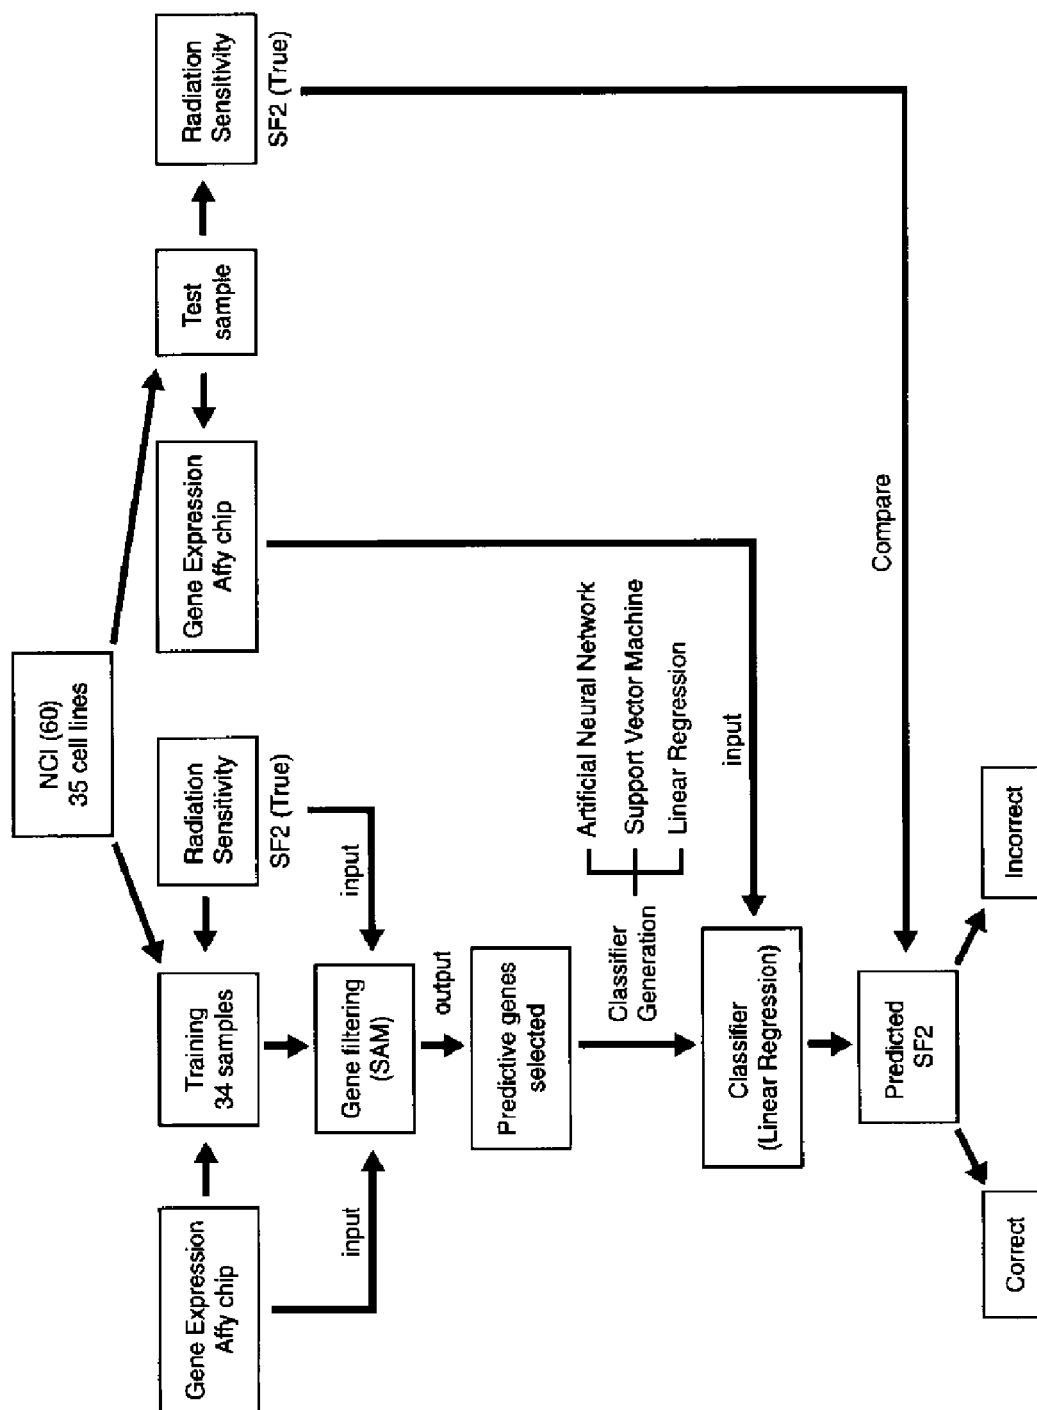 NCI (60)
35 cell lines
Gene Expression
Affy chip
Training
34 samples
Radiation
Sensitivity
SF2 (True)
Gene Expression
Affy chip
Test
sample
Radiation
Sensitivity
SF2 (True)
input
Gene filtering
(SAM)
input
output
Predictive genes
selected
Classifier
Generation
Artificial Neural Network
Support Vector Machine
Linear Regression
input
Classifier
(Linear Regression)
Compare
Predicted
SF2
Correct
Incorrect